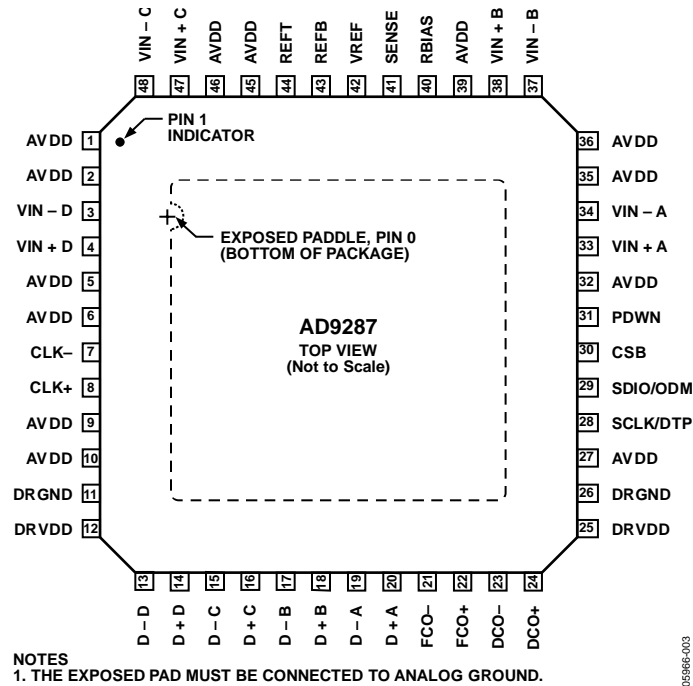 VIN – C
VIN + C
AVDD
AVDD
REFT
REFB
VREF
SENSE
RBIAS
AVDD
VIN + B
VIN – B
48
47
46
45
44
43
42
41
40
39
38
37
PIN 1
INDICATOR
AVDD 1
AVDD 2
VIN – D 3
VIN + D 4
AVDD 5
AVDD 6
CLK– 7
CLK+ 8
AVDD 9
AVDD 10
DRGND 11
DRVDD 12
EXPOSED PADDLE, PIN 0
(BOTTOM OF PACKAGE)
AD9287
TOP VIEW
(Not to Scale)
36 AVDD
35 AVDD
34 VIN – A
33 VIN + A
32 AVDD
31 PDWN
30 CSB
29 SDIO/ODM
28 SCLK/DTP
27 AVDD
26 DRGND
25 DRVDD
13
14
15
16
17
18
19
20
21
22
23
24
D – D
D + D
D – C
D + C
D – B
D + B
D – A
D + A
FCO–
FCO+
DCO–
DCO+
NOTES
1. THE EXPOSED PAD MUST BE CONNECTED TO ANALOG GROUND.
05966-003